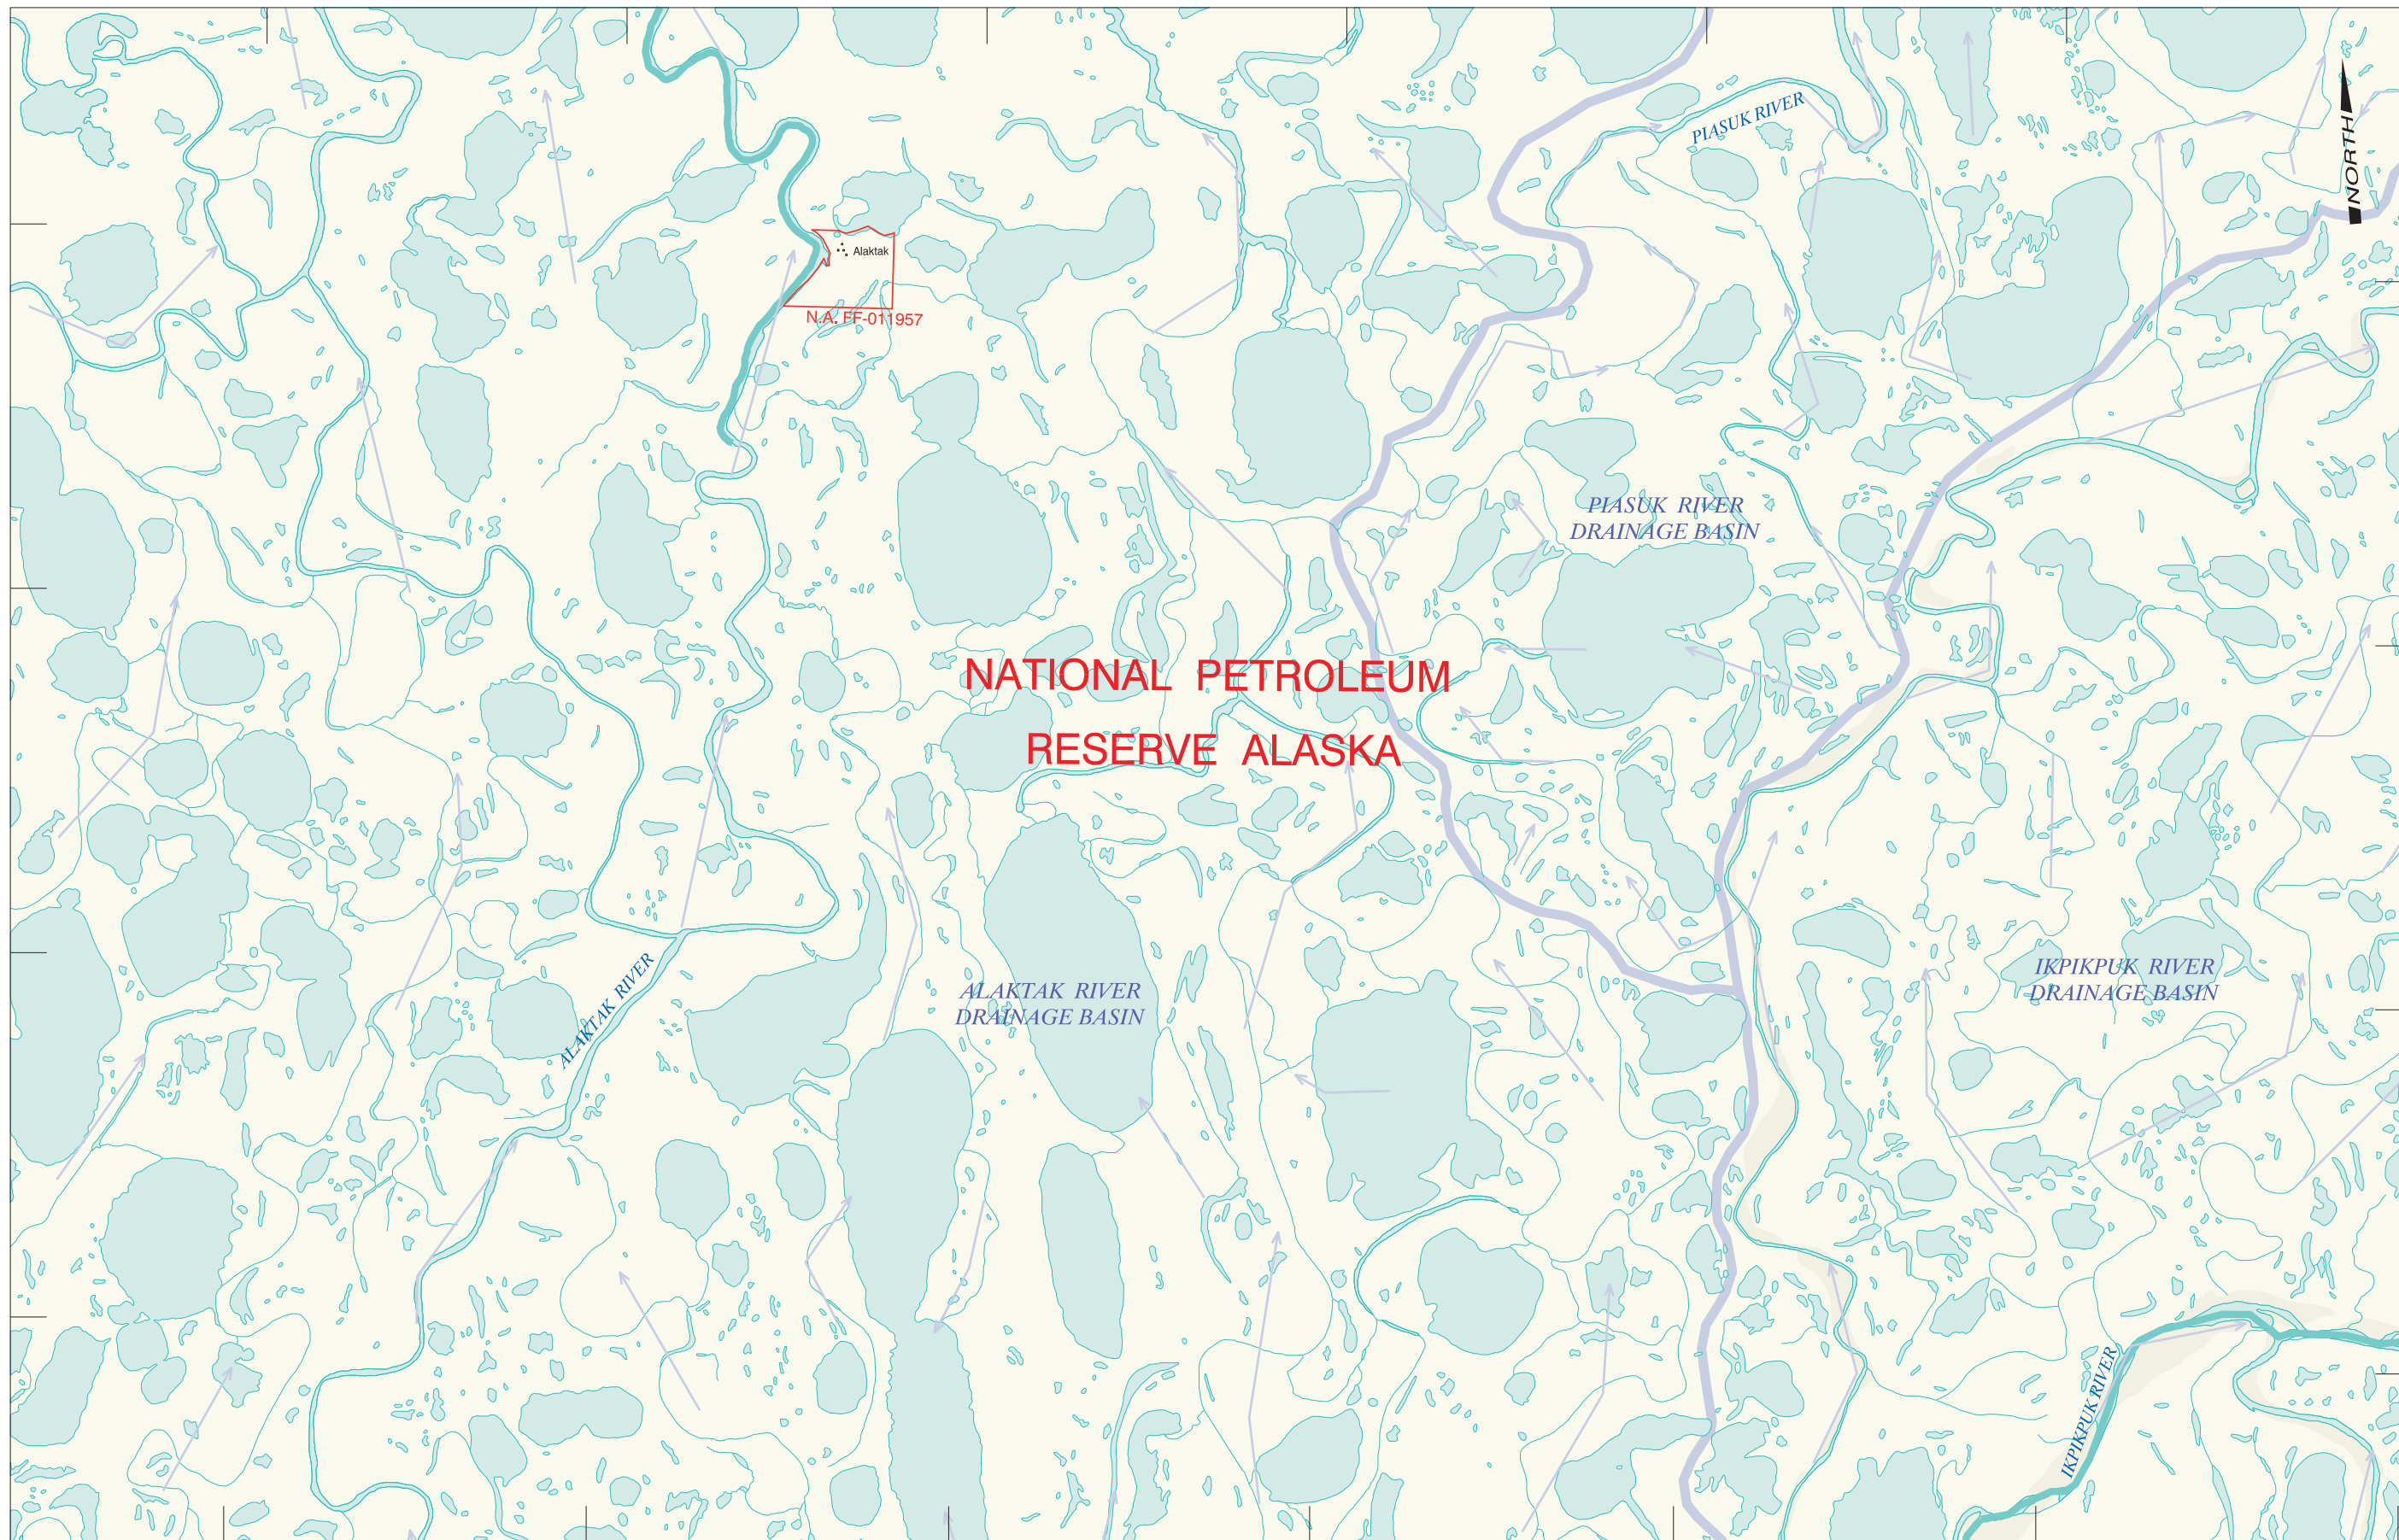 PIASUK RIVER
NORTH
Alaktak
N.A. FF-011957
PIASUK RIVER
DRAINAGE BASIN
NATIONAL PETROLEUM
RESERVE ALASKA
ALAKTAK RIVER
ALAKTAK RIVER
DRAINAGE BASIN
IKPIKPUK RIVER
DRAINAGE BASIN
IKPIKPUK RIVER